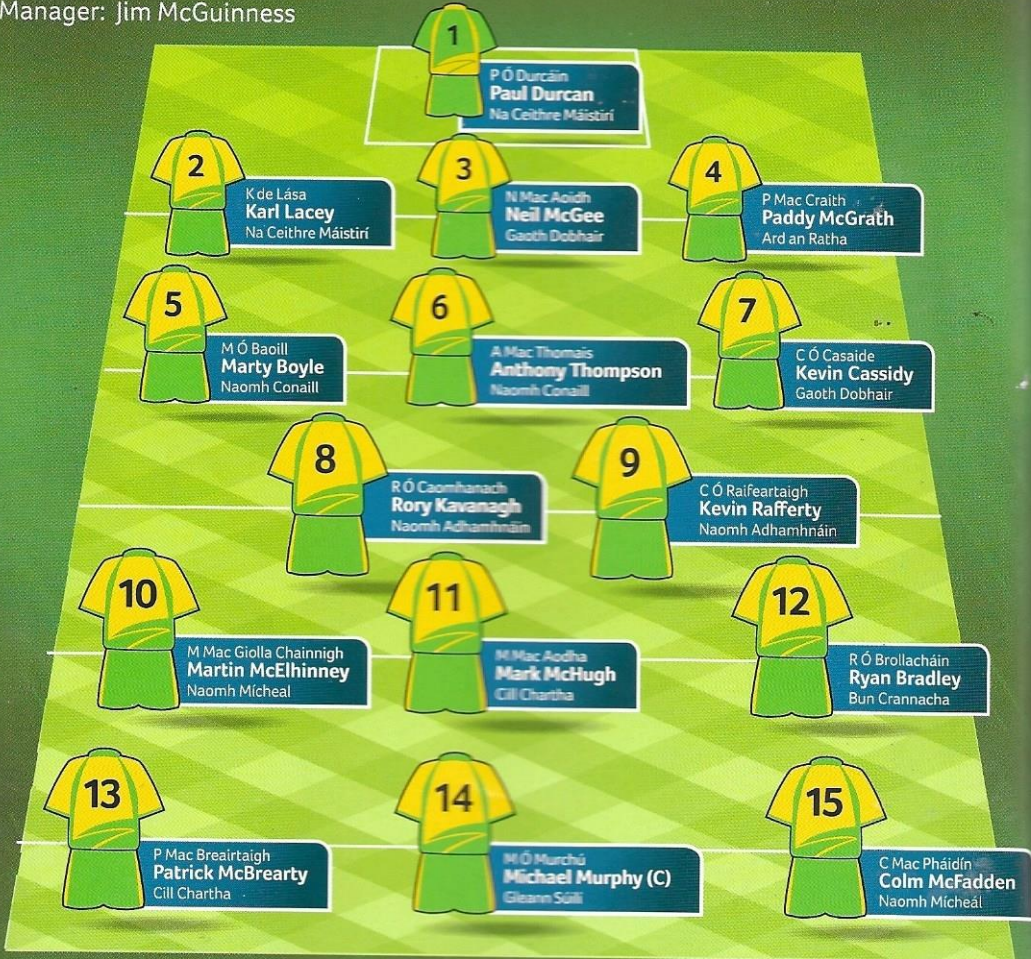 Manager: Jim McGuinness
1
P Ó Durcáin
Paul Durcan
Na Ceithre Máistirí
2
K de Lása
Karl Lacey
Na Ceithre Máistirí
3
N Mac Aoidh
Neil McGee
Gaoth Dobhair
4
P Mac Craith
Paddy McGrath
Ard an Ratha
5
M Ó Baoill
Marty Boyle
Naomh Conaill
6
A Mac Thomais
Anthony Thompson
Naomh Conaill
7
C Ó Casaide
Kevin Cassidy
Gaoth Dobhair
8
R Ó Caomhanach
Rory Kavanagh
Naomh Adhamhnáin
9
C Ó Raifeartaigh
Kevin Rafferty
Naomh Adhamhnáin
10
M Mac Giolla Chainnigh
Martin McElhinney
Naomh Mícheal
11
M Mac Aodha
Mark McHugh
Cill Chartha
12
R Ó Brollacháin
Ryan Bradley
Bun Crannacha
13
P Mac Breairtaigh
Patrick McBrearty
Cill Chartha
14
M Ó Murchú
Michael Murphy (C)
Gleann Súilí
15
C Mac Pháidín
Colm McFadden
Naomh Mícheál